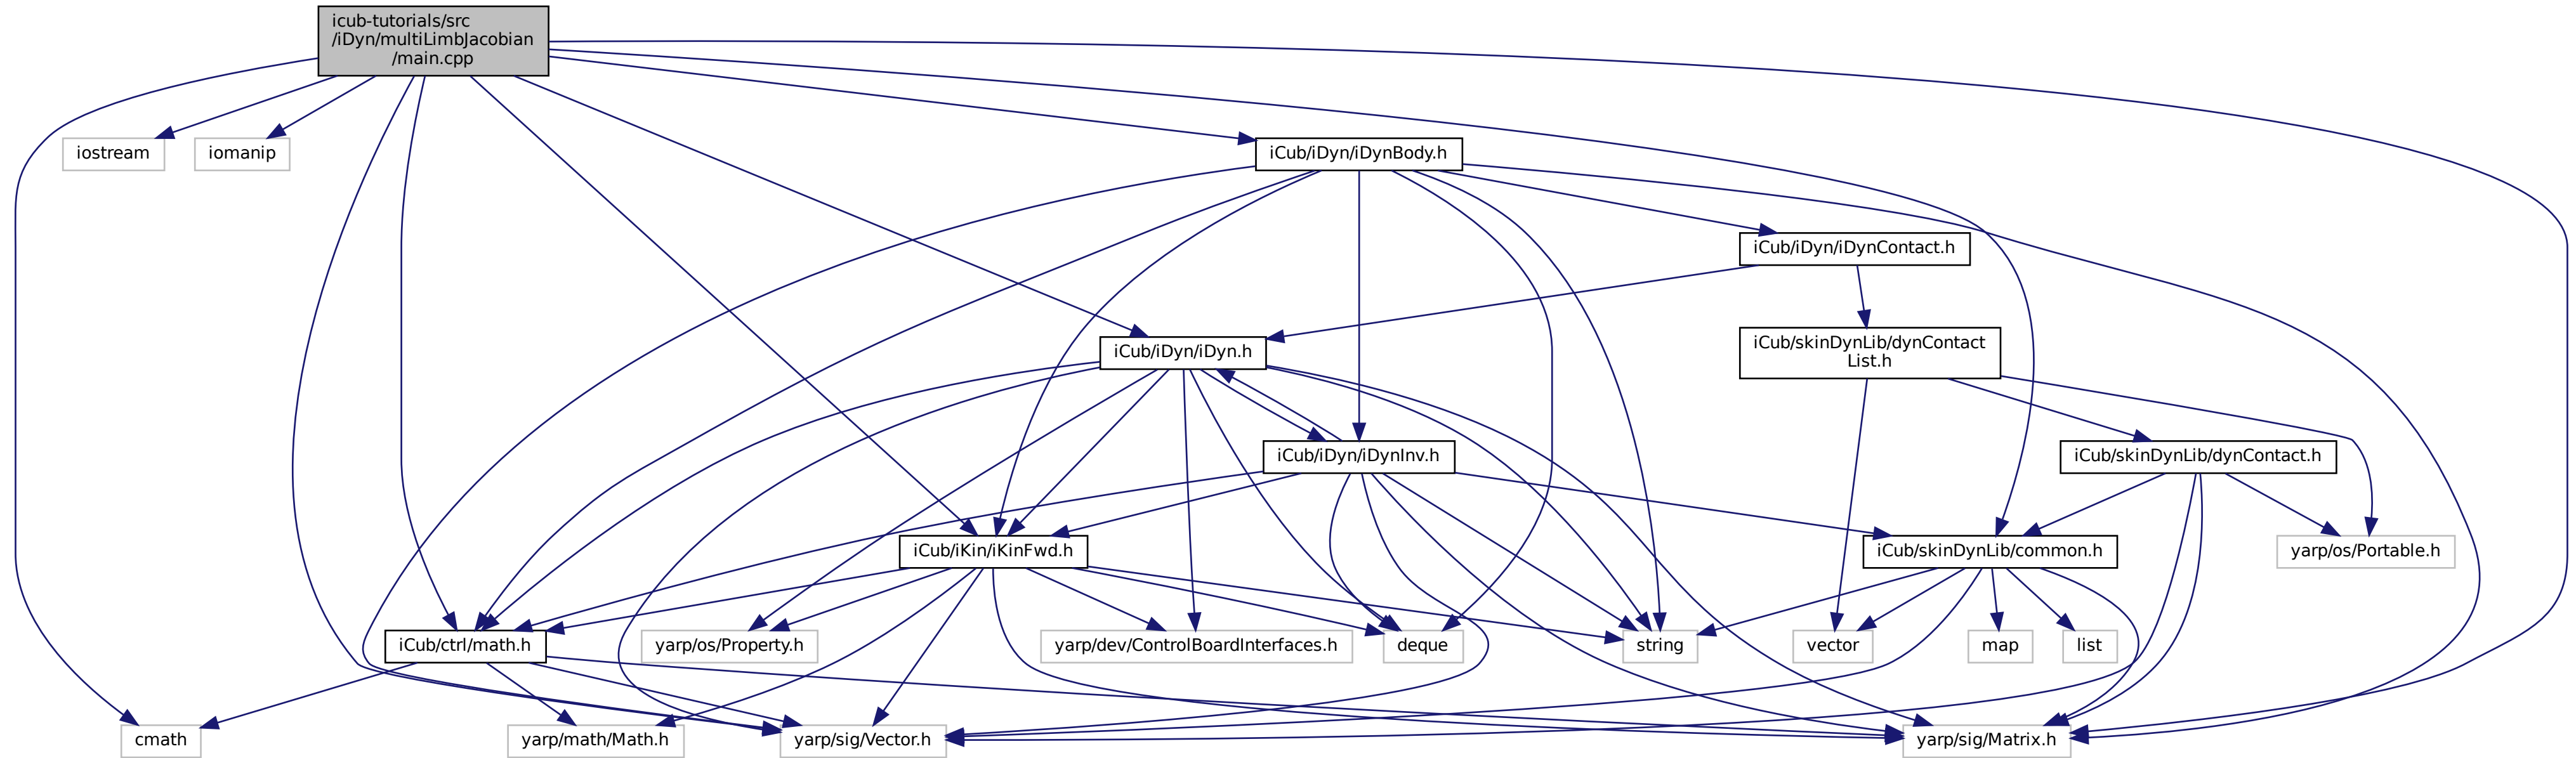 icub-tutorials/src
/iDyn/multiLimbJacobian
/main.cpp
iostream
iomanip
iCub/iDyn/iDynBody.h
iCub/iDyn/iDynContact.h
iCub/iDyn/iDyn.h
iCub/skinDynLib/dynContact
List.h
iCub/iDyn/iDynInv.h
iCub/skinDynLib/dynContact.h
iCub/iKin/iKinFwd.h
iCub/skinDynLib/common.h
yarp/os/Portable.h
iCub/ctrl/math.h
yarp/os/Property.h
yarp/dev/ControlBoardInterfaces.h
deque
string
vector
map
list
cmath
yarp/math/Math.h
yarp/sig/Vector.h
yarp/sig/Matrix.h